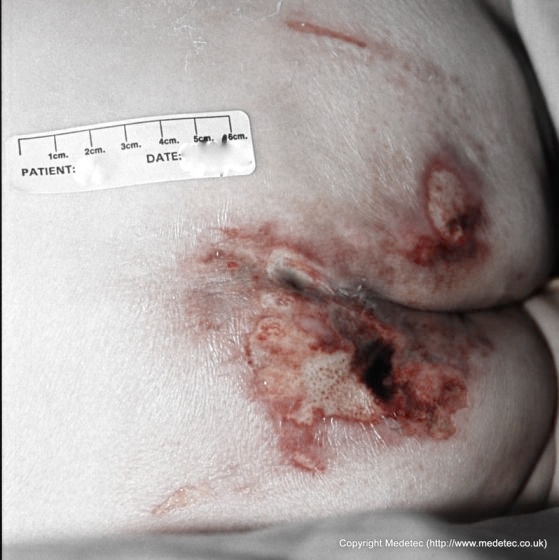 1cm. 2cm. 3cm. 4cm. 5cm. 6cm.
PATIENT: DATE:
Copyright Medetec (http://www.medetec.co.uk)